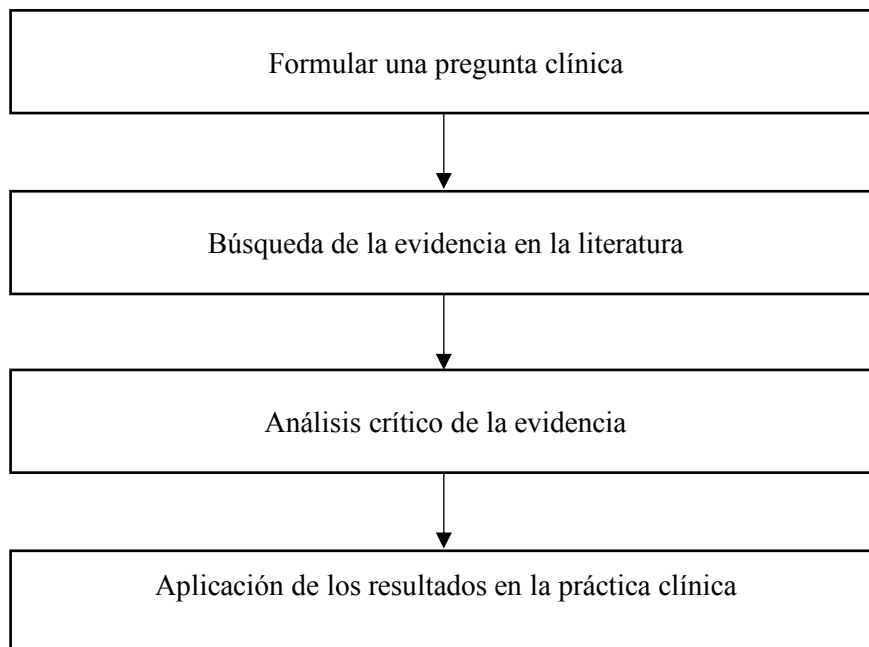 Formular una pregunta clínica
Búsqueda de la evidencia en la literatura
Análisis crítico de la evidencia
Aplicación de los resultados en la práctica clínica